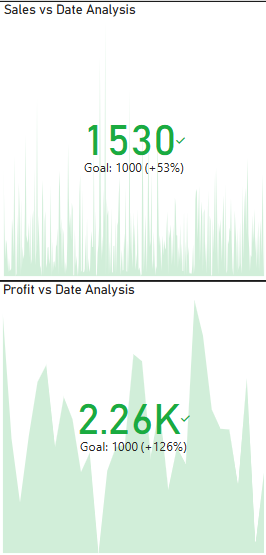 Sales vs Date Analysis
1530✓
Goal: 1000 (+53%)
Profit vs Date Analysis
2.26K✓
Goal: 1000 (+126%)